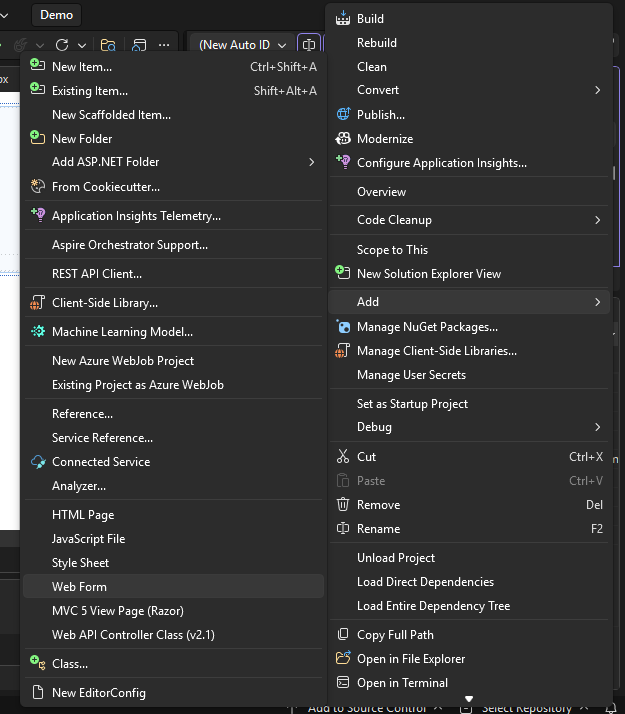 Demo
(New Auto ID
New Item... Ctrl+Shift+A
Existing Item... Shift+Alt+A
New Scaffolded Item...
New Folder
Add ASP.NET Folder
From Cookiecutter...
Application Insights Telemetry...
Aspire Orchestrator Support...
REST API Client...
Client-Side Library...
Machine Learning Model...
New Azure WebJob Project
Existing Project as Azure WebJob
Reference...
Service Reference...
Connected Service
Analyzer...
HTML Page
JavaScript File
Style Sheet
Web Form
MVC 5 View Page (Razor)
Web API Controller Class (v2.1)
Class...
New EditorConfig
Build
Rebuild
Clean
Convert
Publish...
Modernize
Configure Application Insights...
Overview
Code Cleanup
Scope to This
New Solution Explorer View
Add
Manage NuGet Packages...
Manage Client-Side Libraries...
Manage User Secrets
Set as Startup Project
Debug
Cut Ctrl+X
Paste Ctrl+V
Remove Del
Rename F2
Unload Project
Load Direct Dependencies
Load Entire Dependency Tree
Copy Full Path
Open in File Explorer
Open in Terminal
Add to Source Control
Select Repository